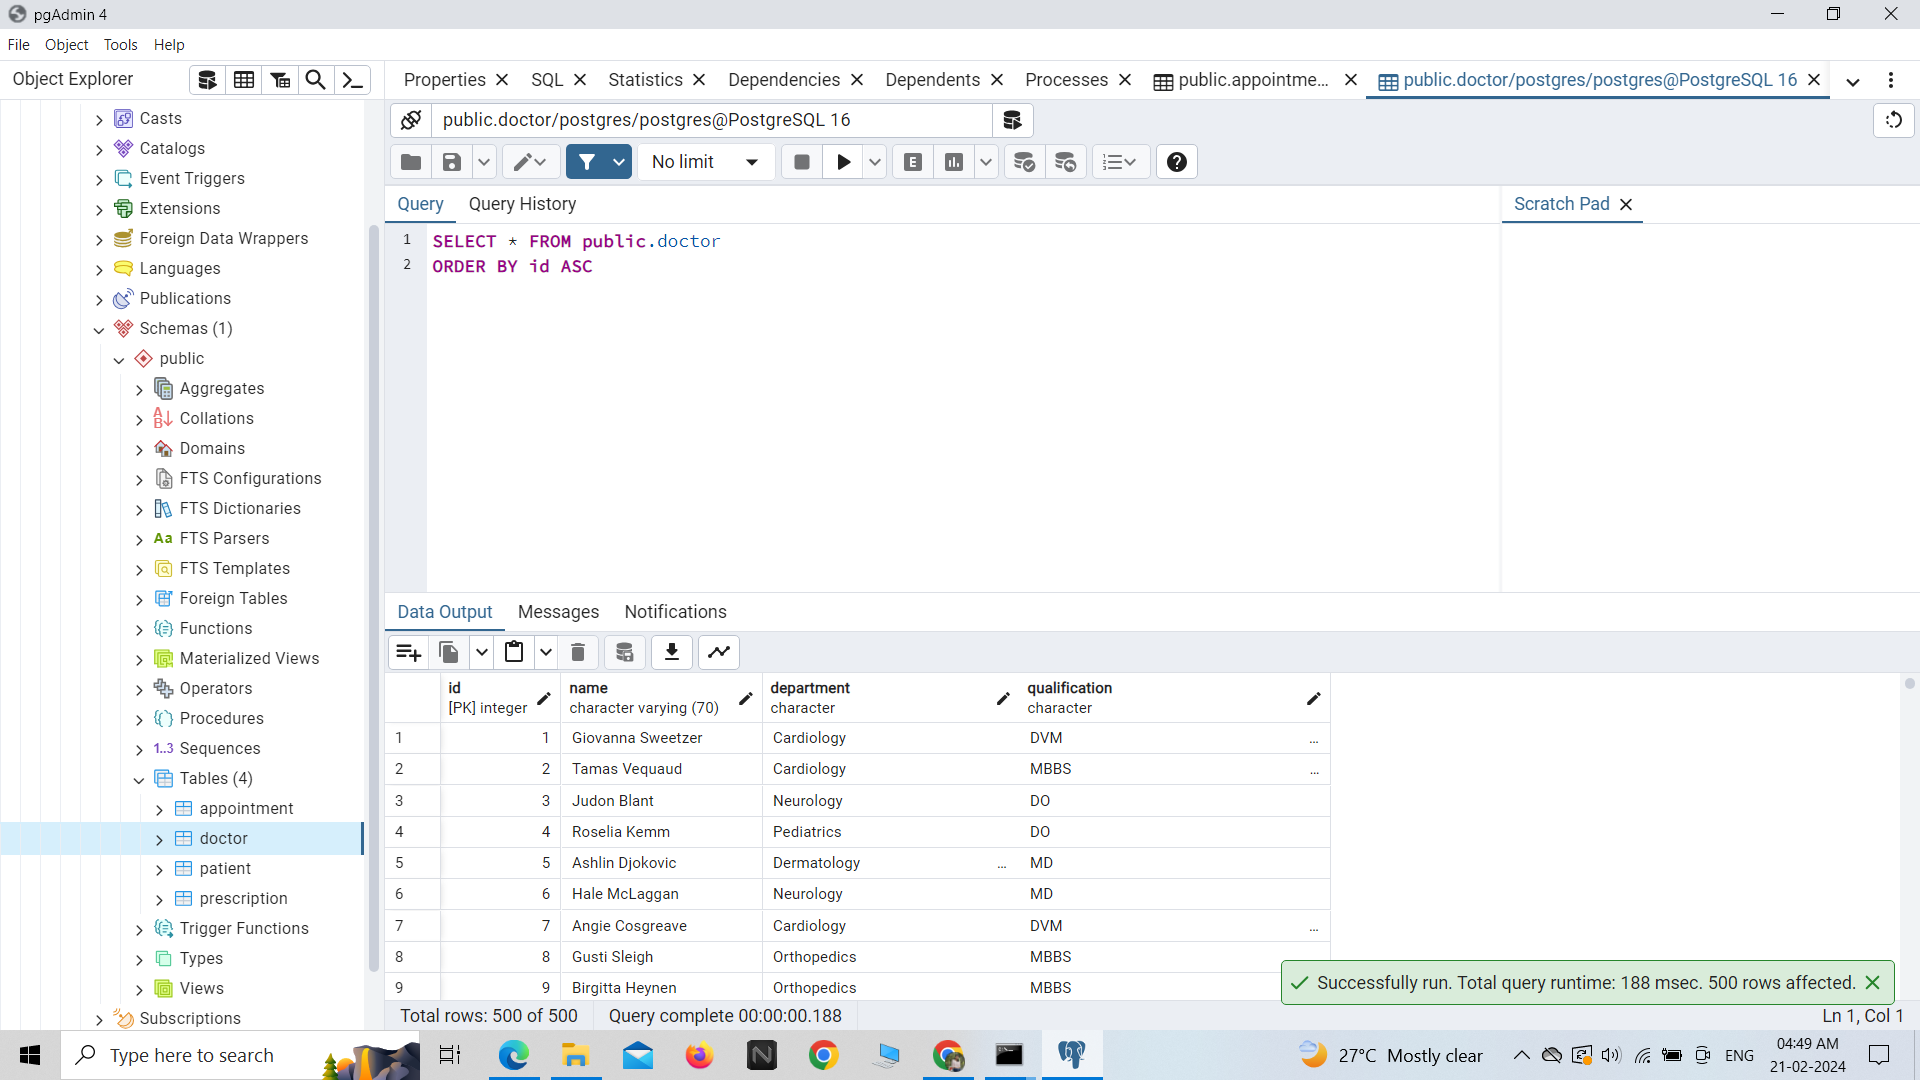 pgAdmin 4
File Object Tools Help
Object Explorer
Properties SQL Statistics Dependencies Dependents Processes public.appointme... public.doctor/postgres/postgres@PostgreSQL 16
public.doctor/postgres/postgres@PostgreSQL 16
No limit
E
Query Query History
Scratch Pad
1 SELECT * FROM public.doctor
2 ORDER BY id ASC
Casts
Catalogs
Event Triggers
Extensions
Foreign Data Wrappers
Languages
Publications
Schemas (1)
public
Aggregates
Collations
Domains
FTS Configurations
FTS Dictionaries
Aa FTS Parsers
FTS Templates
Foreign Tables
Functions
Materialized Views
Operators
Procedures
1..3 Sequences
Tables (4)
appointment
doctor
patient
prescription
Trigger Functions
Types
Views
Subscriptions
Data Output Messages Notifications
id name department qualification
[PK] integer character varying (70) character character
1 1 Giovanna Sweetzer Cardiology DVM ...
2 2 Tamas Vequaud Cardiology MBBS ...
3 3 Judon Blant Neurology DO
4 4 Roselia Kemm Pediatrics DO
5 5 Ashlin Djokovic Dermatology ... MD
6 6 Hale McLaggan Neurology MD
7 7 Angie Cosgreave Cardiology DVM ...
8 8 Gusti Sleigh Orthopedics MBBS
9 9 Birgitta Heynen Orthopedics MBBS
Successfully run. Total query runtime: 188 msec. 500 rows affected.
Total rows: 500 of 500 Query complete 00:00:00.188 Ln 1, Col 1
Type here to search
27°C Mostly clear
ENG
04:49 AM
21-02-2024